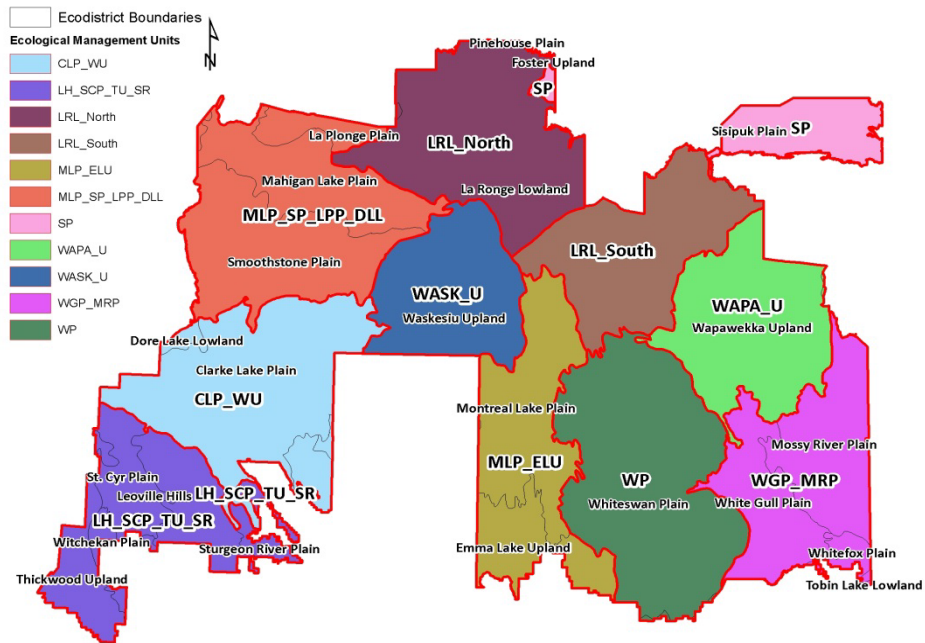 Ecodistrict Boundaries
Ecological Management Units
CLP_WU
LH_SCP_TU_SR
LRL_North
LRL_South
MLP_ELU
MLP_SP_LPP_DLL
SP
WAPA_U
WASK_U
WGP_MRP
WP
N
Pinehouse Plain
Foster Upland
SP
Sisipuk Plain SP
La Plonge Plain
LRL_North
Mahigan Lake Plain
La Ronge Lowland
MLP_SP_LPP_DLL
LRL_South
Smoothstone Plain
WASK_U
Waskesiu Upland
WAPA_U
Wapawekka Upland
Dore Lake Lowland
Clarke Lake Plain
CLP_WU
Montreal Lake Plain
Mossy River Plain
MLP_ELU
WP
WGP_MRP
Whiteswan Plain
White Gull Plain
St. Cyr Plain
Leoville Hills
LH_SCP_TU_SR
LH_SCP_TU_SR
Witchekan Plain
Sturgeon River Plain
Emma Lake Upland
Whitefox Plain
Thickwood Upland
Tobin Lake Lowland